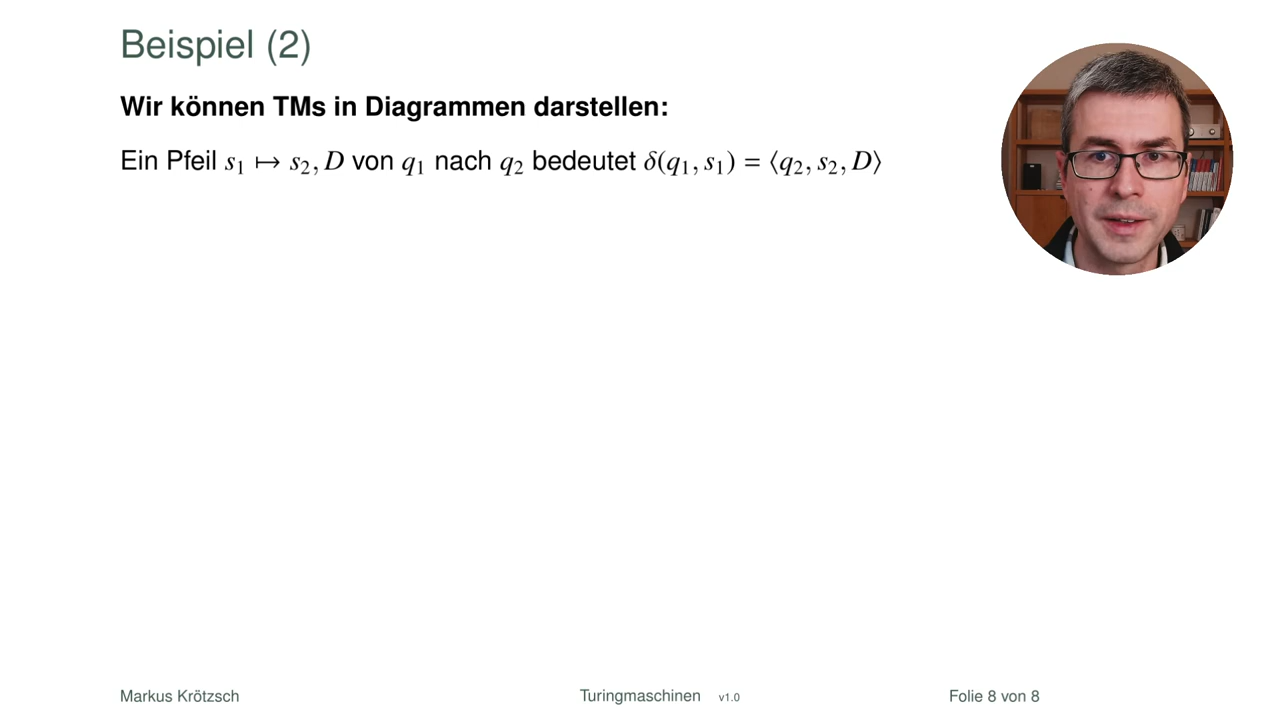 Beispiel (2)
Wir können TMs in Diagrammen darstellen:
Ein Pfeil s₁ ↦ s₂, D von q₁ nach q₂ bedeutet δ(q₁, s₁) = ⟨q₂, s₂, D⟩
Markus Krötzsch Turingmaschinen v1.0 Folie 8 von 8